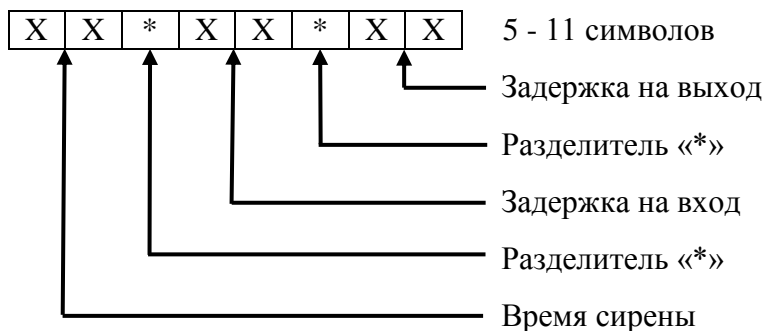 X X * X X * X X 5 - 11 символов
Задержка на выход
Разделитель «*»
Задержка на вход
Разделитель «*»
Время сирены